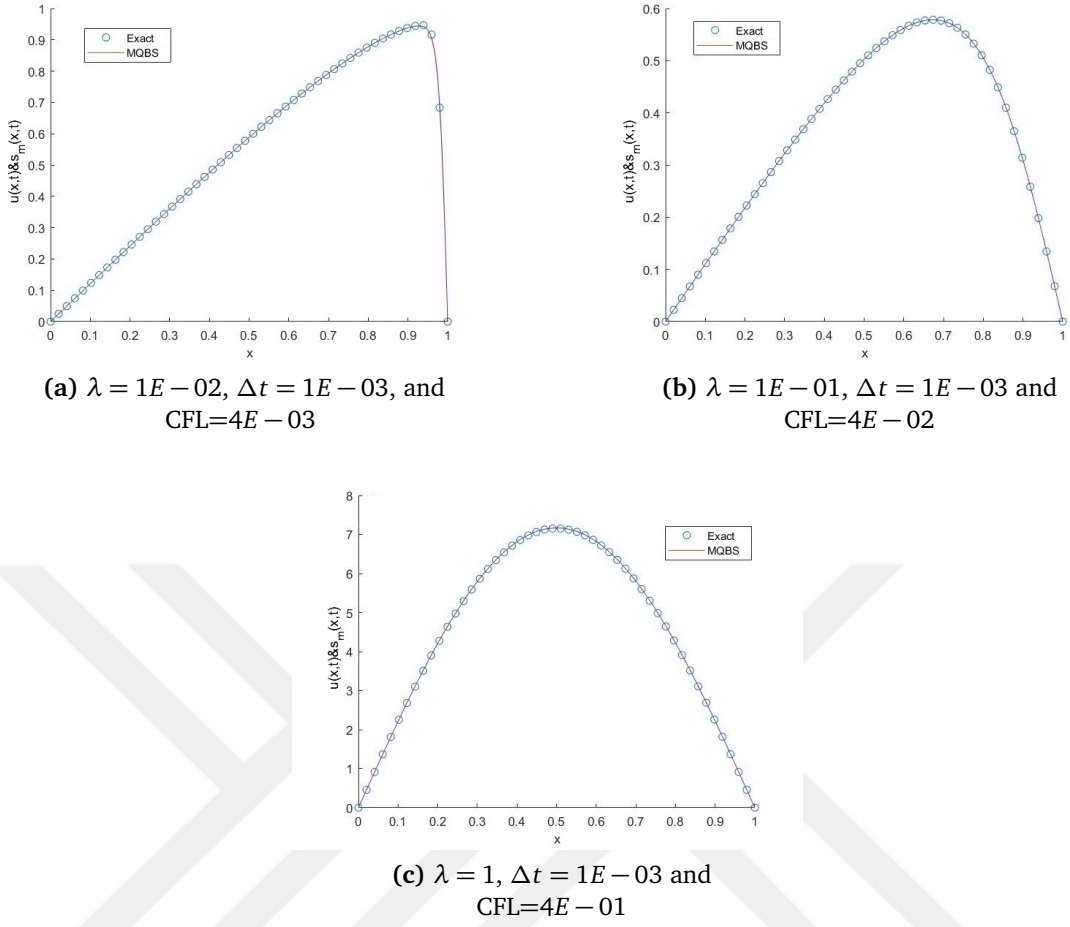 1
0.9
0.8
0.7
0.6
0.5
0.4
0.3
0.2
0.1
0
u(x,t)&s_m(x,t)
Exact
MQBS
0 0.1 0.2 0.3 0.4 0.5 0.6 0.7 0.8 0.9 1
x
(a) λ = 1E − 02, Δt = 1E − 03, and
CFL=4E − 03
0.6
0.5
0.4
0.3
0.2
0.1
0
u(x,t)&s_m(x,t)
Exact
MQBS
0 0.1 0.2 0.3 0.4 0.5 0.6 0.7 0.8 0.9 1
x
(b) λ = 1E − 01, Δt = 1E − 03 and
CFL=4E − 02
8
7
6
5
4
3
2
1
0
u(x,t)&s_m(x,t)
Exact
MQBS
0 0.1 0.2 0.3 0.4 0.5 0.6 0.7 0.8 0.9 1
x
(c) λ = 1, Δt = 1E − 03 and
CFL=4E − 01